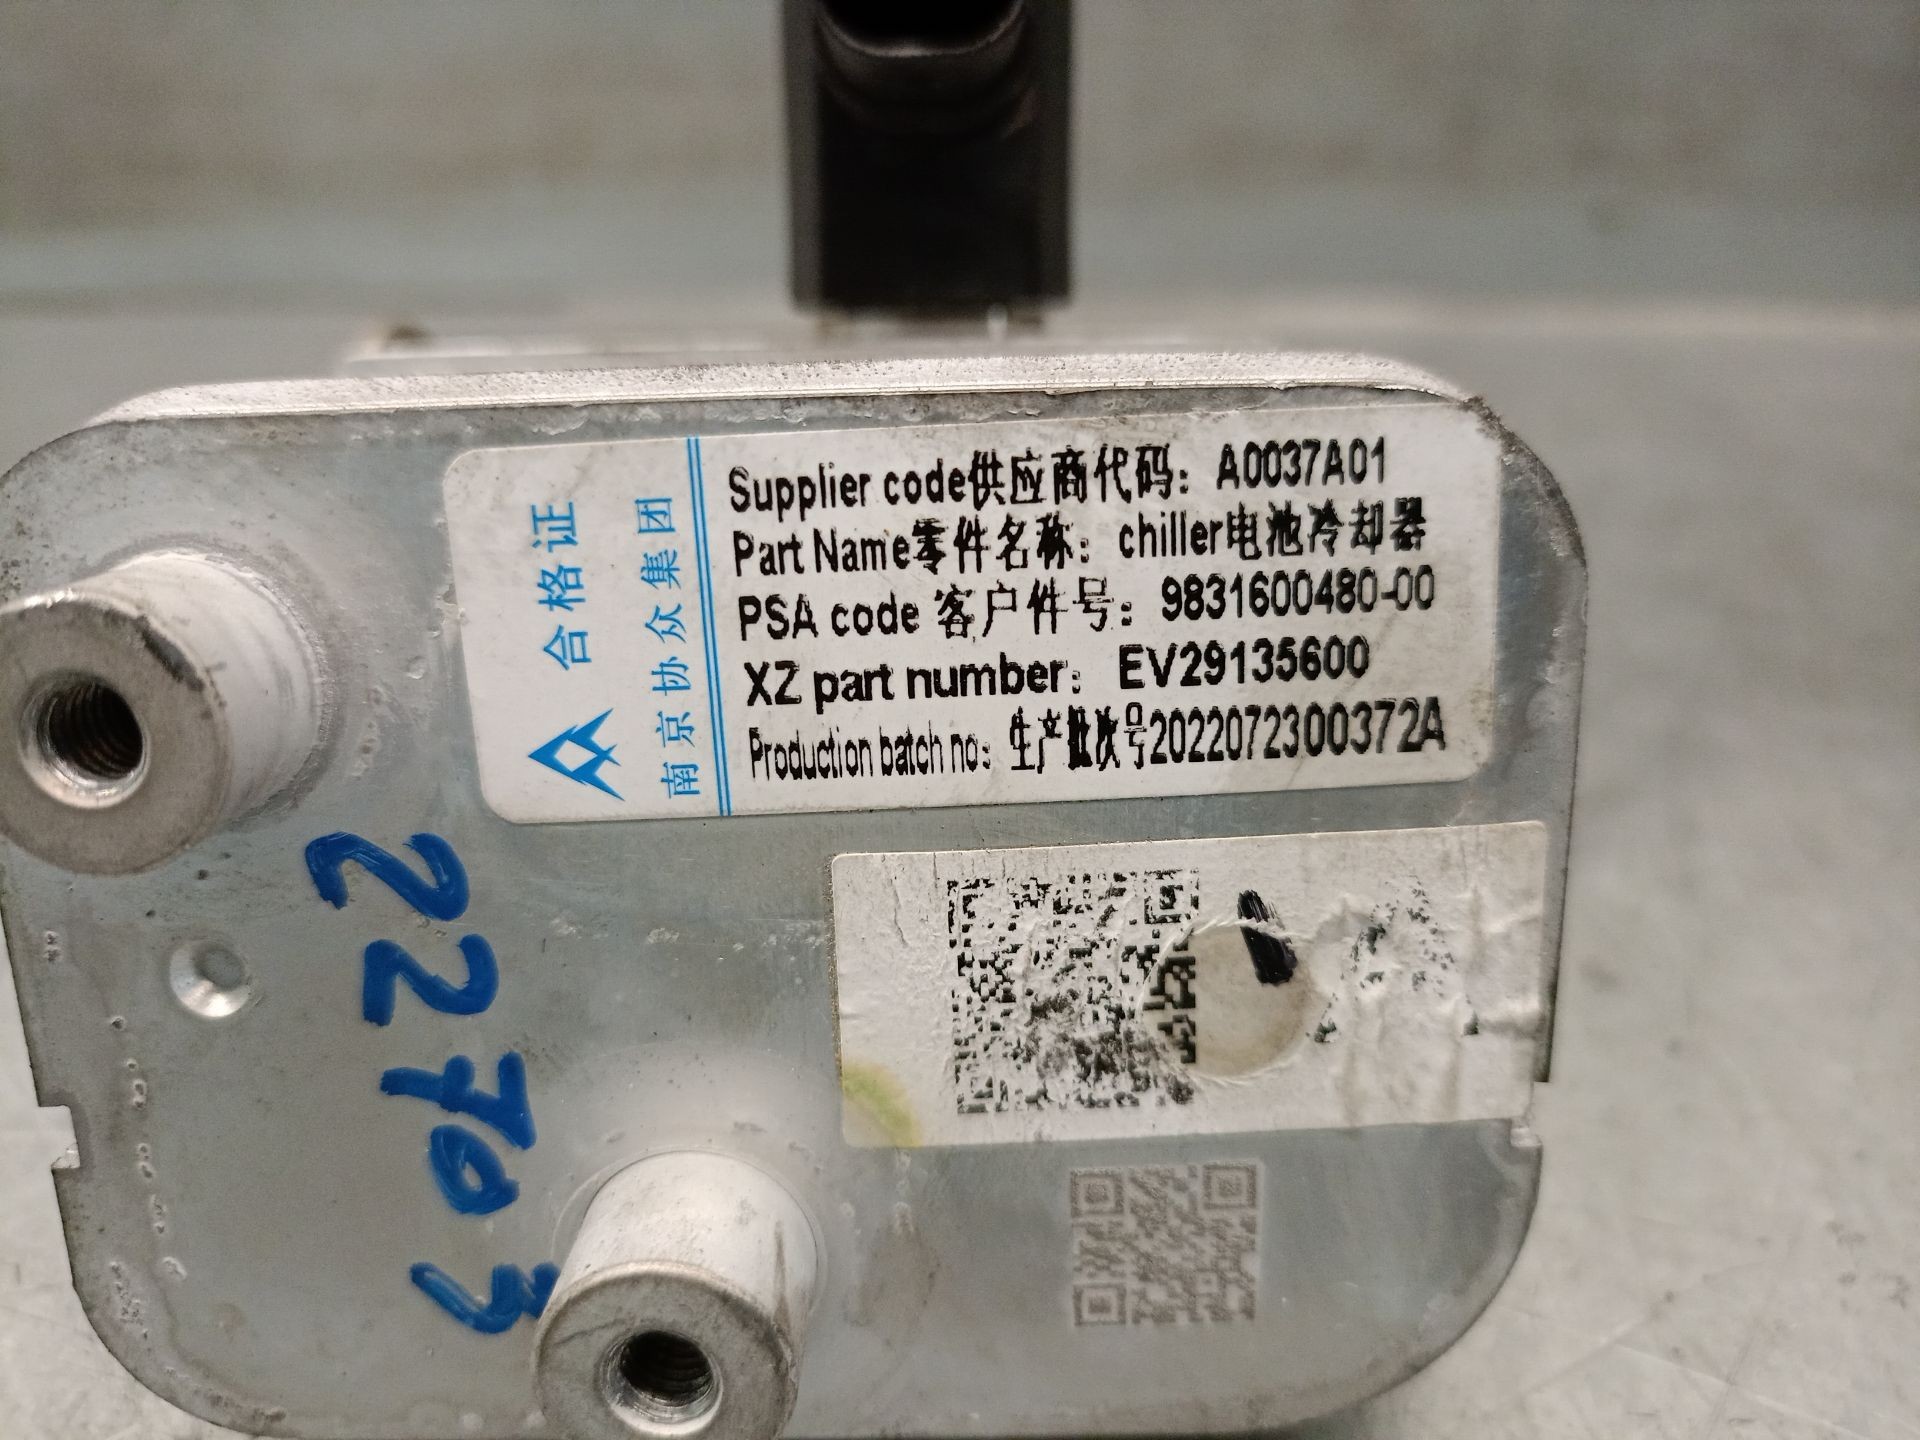 合格证
南京协众集团
Supplier code供应商代码: A0037A01
Part Name零件名称: chiller电池冷却器
PSA code 客户件号: 9831600480-00
XZ part number: EV29135600
Production batch no: 生产批次号2022072300372A
2270
3